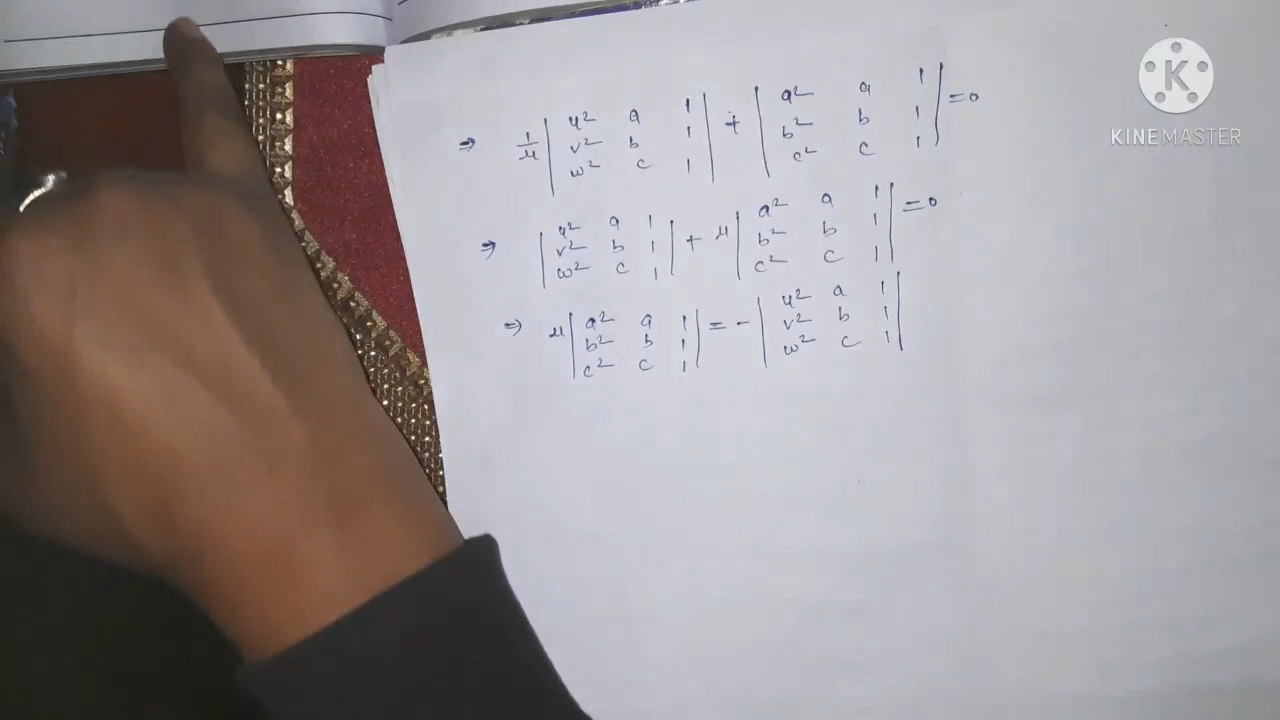 ⇒ 1/μ | u² a 1 | + | a² a 1 | = 0
| v² b 1 | | b² b 1 |
| w² c 1 | | c² c 1 |
⇒ | u² a 1 | + μ | a² a 1 | = 0
| v² b 1 | | b² b 1 |
| w² c 1 | | c² c 1 |
⇒ μ | a² a 1 | = - | u² a 1 |
| b² b 1 | | v² b 1 |
| c² c 1 | | w² c 1 |
K
KINEMASTER